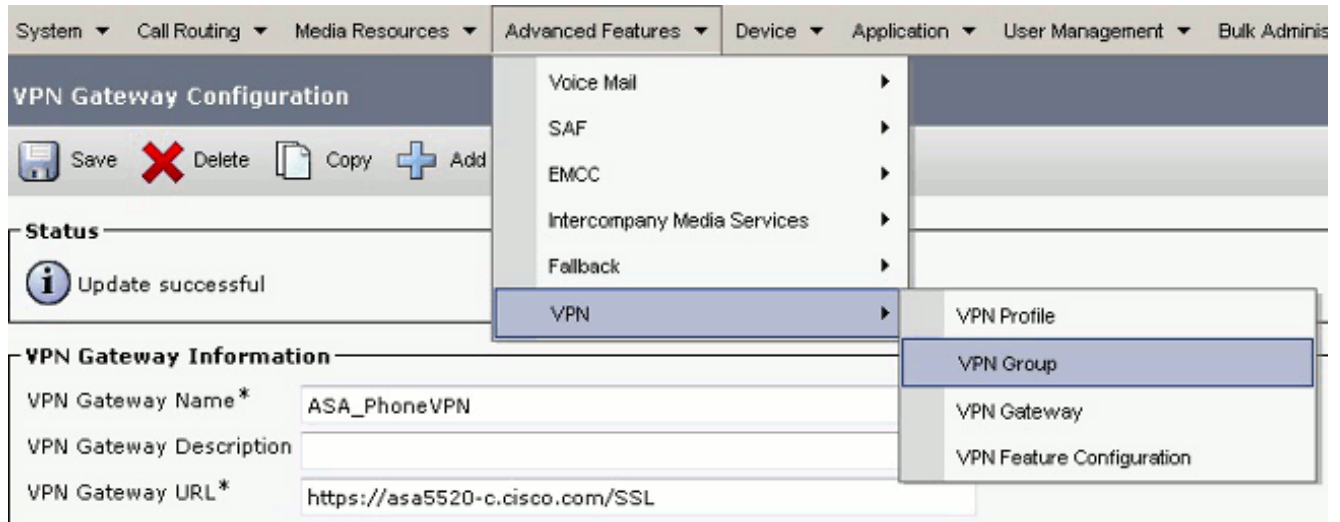 System Call Routing Media Resources Advanced Features Device Application User Management Bulk Adminis
VPN Gateway Configuration
Save Delete Copy Add
Status
Update successful
VPN Gateway Information
VPN Gateway Name* ASA_PhoneVPN
VPN Gateway Description
VPN Gateway URL* https://asa5520-c.cisco.com/SSL
Voice Mail
SAF
EMCC
Intercompany Media Services
Fallback
VPN
VPN Profile
VPN Group
VPN Gateway
VPN Feature Configuration